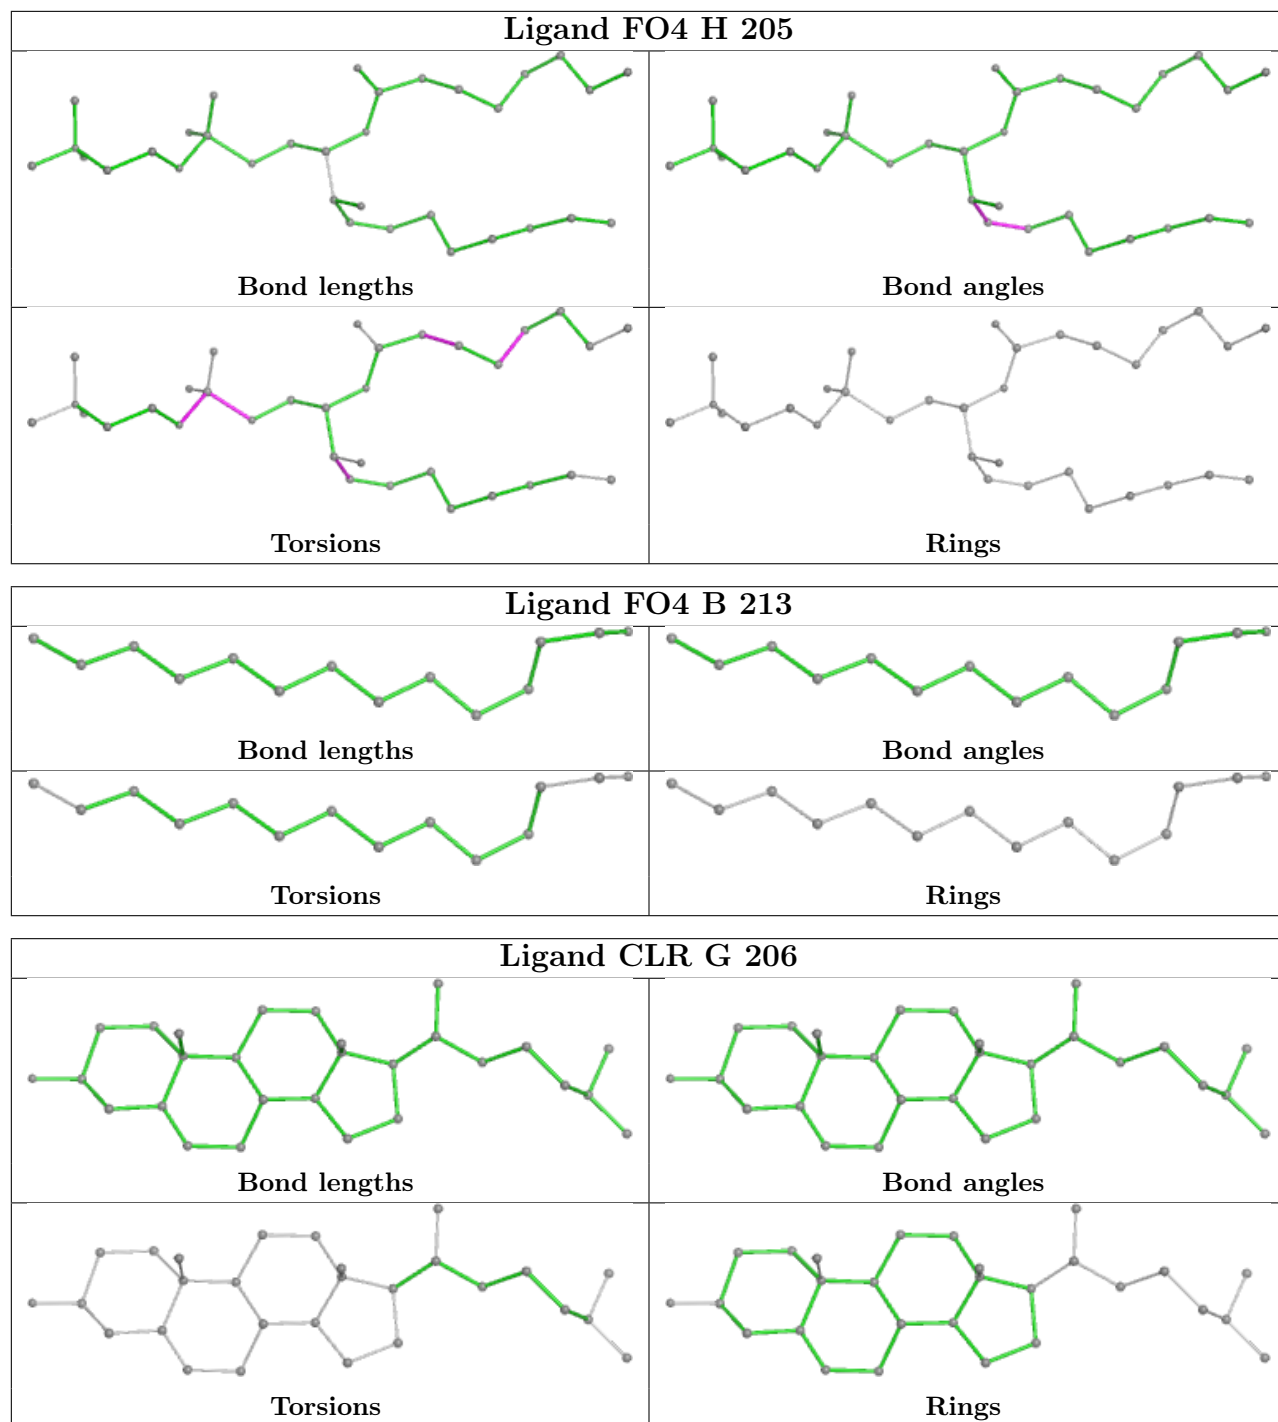 Ligand FO4 H 205
Bond lengths
Bond angles
Torsions
Rings
Ligand FO4 B 213
Bond lengths
Bond angles
Torsions
Rings
Ligand CLR G 206
Bond lengths
Bond angles
Torsions
Rings